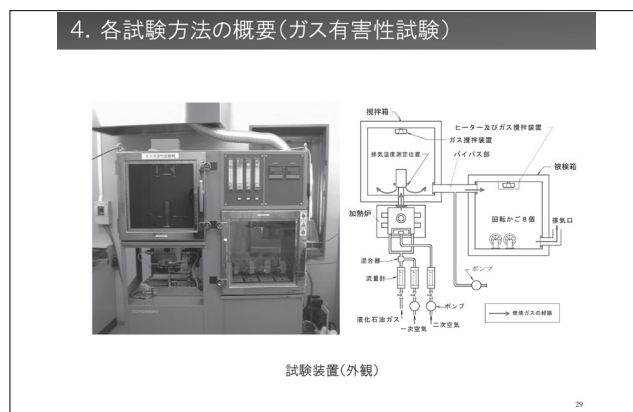 4. 各試験方法の概要(ガス有害性試験)
撹拌箱
ヒーター及びガス撹拌装置
ガス撹拌装置
排気温度測定位置
バイパス部
被検箱
加熱炉
回転かご8個
排気口
混合器
ポンプ
流量計
ポンプ
液化石油ガス
一次空気
二次空気
燃焼ガスの経路
試験装置(外観)
29